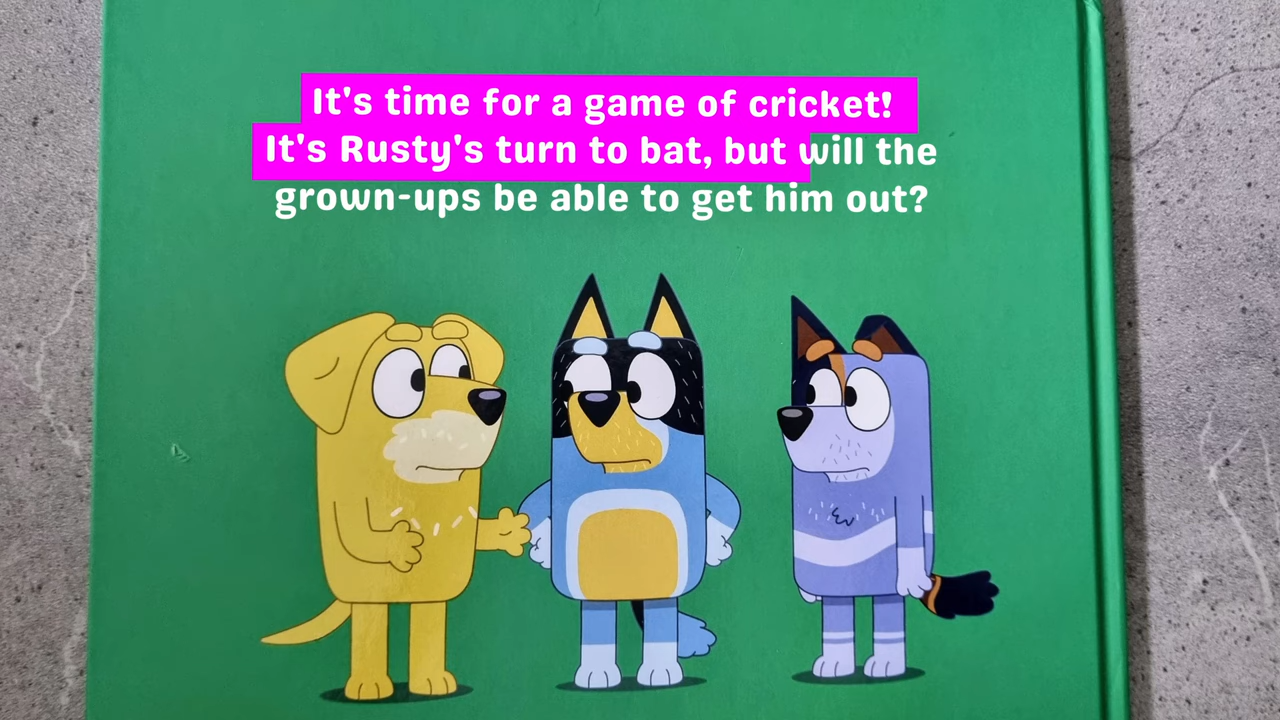 It's time for a game of cricket!
It's Rusty's turn to bat, but will the
grown-ups be able to get him out?